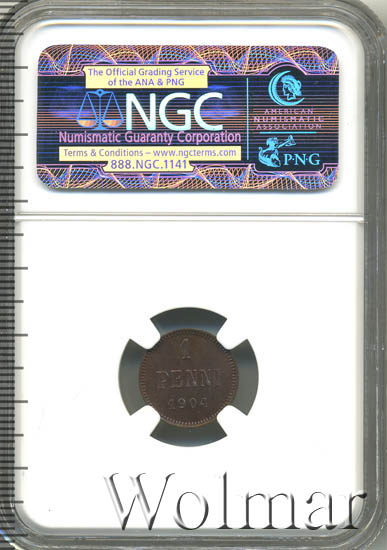 The Official Grading Service
of the ANA & PNG
NGC
Numismatic Guaranty Corporation
Terms & Conditions – www.ngcterms.com
888.NGC.1141
AMERICAN
NUMISMATIC
ASSOCIATION
PNG
1
PENNI
1904
Wolmar